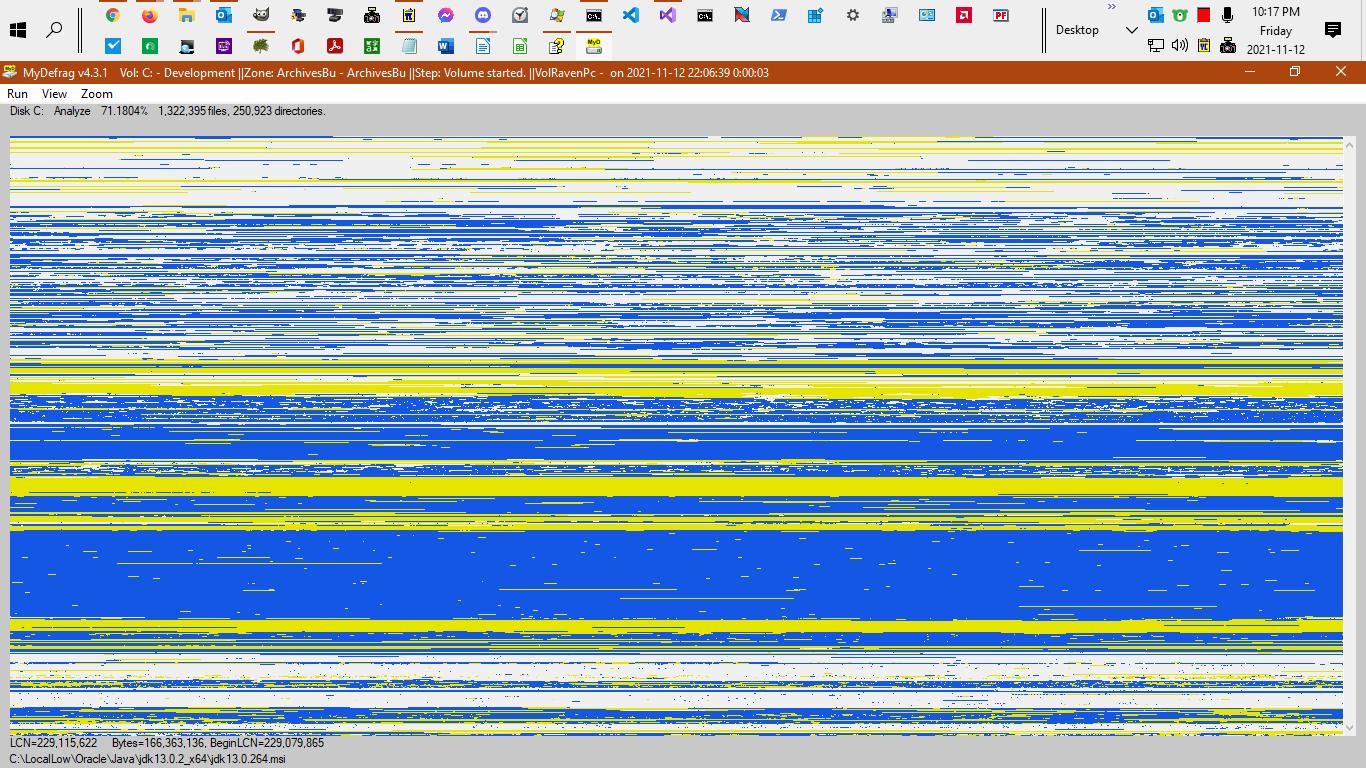 10:17 PM
Desktop
Friday
2021-11-12
MyDefrag v4.3.1 Vol: C: - Development ||Zone: ArchivesBu - ArchivesBu ||Step: Volume started. ||VolRavenPc - on 2021-11-12 22:06:39 0:00:03
Run View Zoom
Disk C: Analyze 71.1804% 1,322,395 files, 250,923 directories.
LCN=229,115,622 Bytes=166,363,136, BeginLCN=229,079,865
C:\LocalLow\Oracle\Java\jdk13.0.2_x64\jdk13.0.264.msi